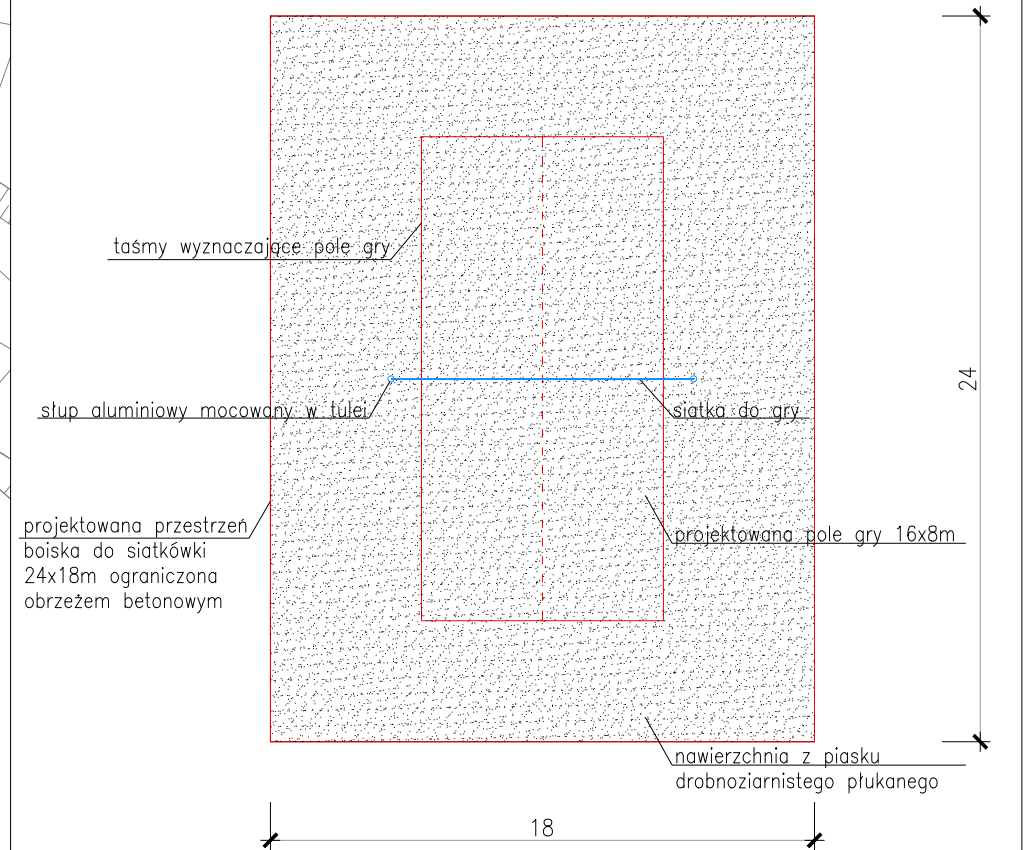 taśmy wyznaczające pole gry
24
słup aluminiowy mocowany w tulei
siatka do gry
projektowana przestrzeń
boiska do siatkówki
24x18m ograniczona
obrzeżem betonowym
projektowana pole gry 16x8m
nawierzchnia z piasku
drobnoziarnistego płukanego
18